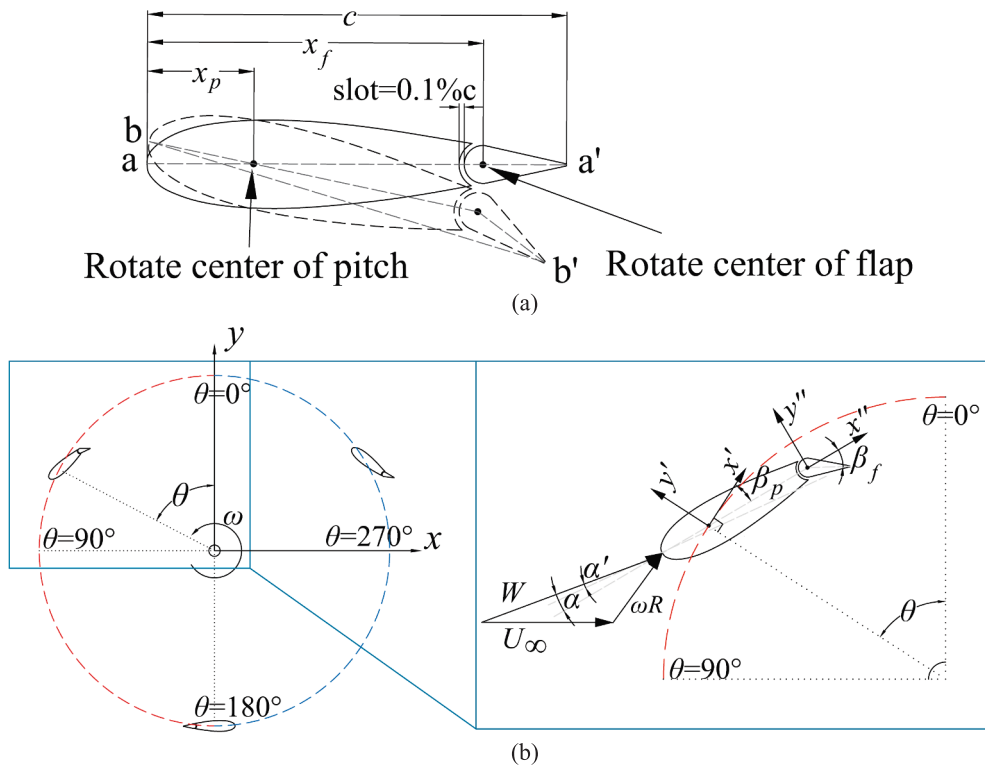 c
x_f
x_p
slot=0.1%c
b
a
a'
b'
Rotate center of pitch
Rotate center of flap
(a)
y
θ=0°
θ
ω
θ=90°
θ=270°
x
θ=180°
y''
x''
θ=0°
y'
x'
β_p
β_f
α'
W
α
ωR
θ
U∞
θ=90°
(b)